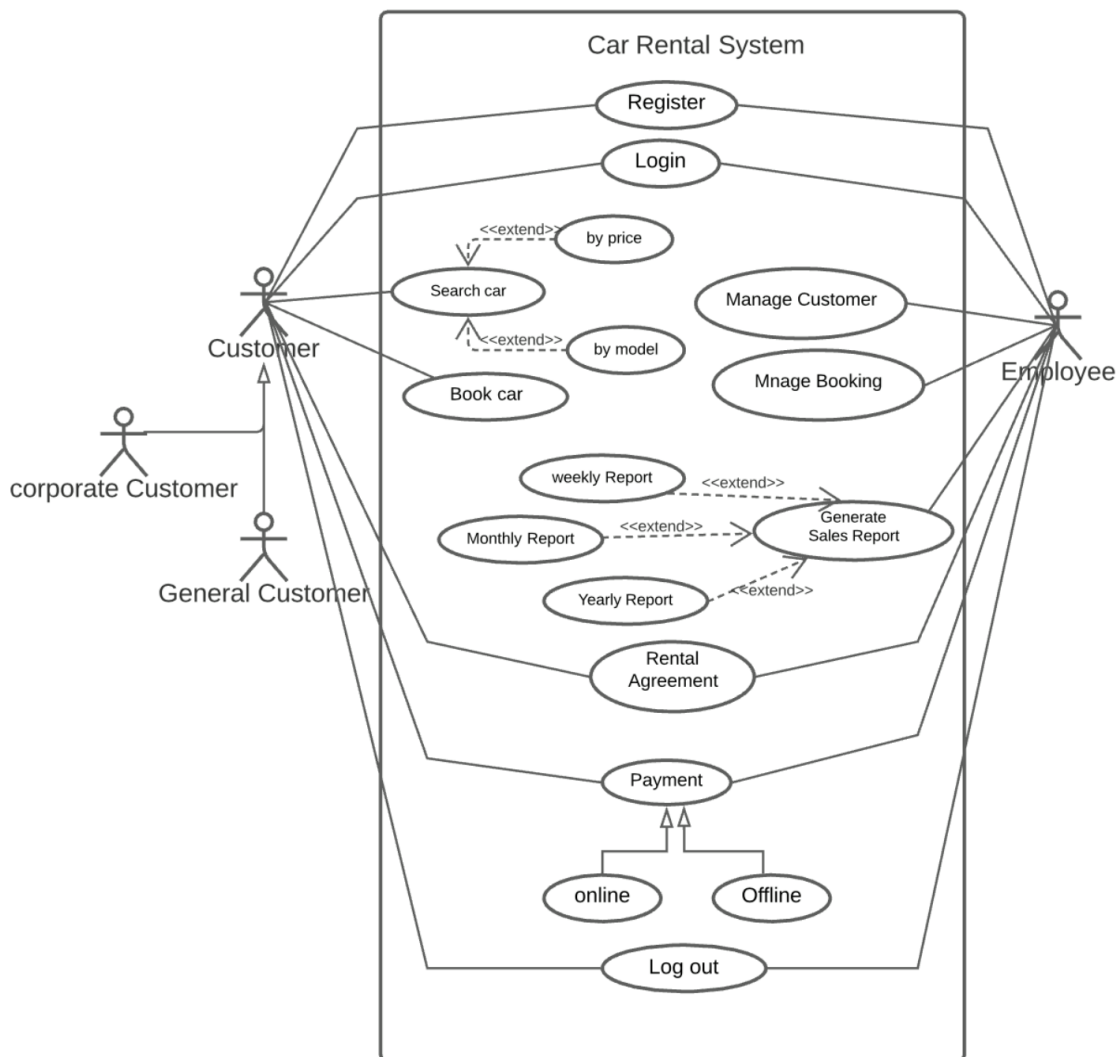 Car Rental System
Register
Login
<<extend>>
by price
Search car
Manage Customer
<<extend>>
by model
Customer
Employee
Mnage Booking
Book car
corporate Customer
weekly Report
<<extend>>
Generate
Sales Report
Monthly Report
<<extend>>
General Customer
Yearly Report
<<extend>>
Rental
Agreement
Payment
online
Offline
Log out